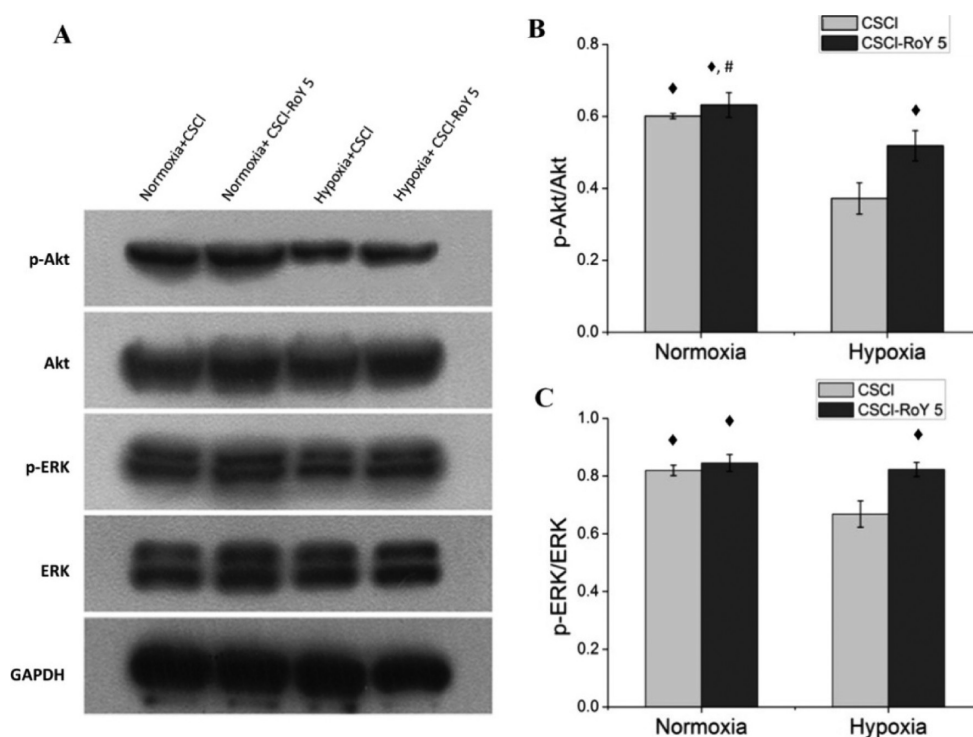 A
Normoxia+CSCl
Normoxia+ CSCl-RoY 5
Hypoxia+CSCl
Hypoxia+ CSCl-RoY 5
p-Akt
Akt
p-ERK
ERK
GAPDH
B
CSCl
CSCl-RoY 5
p-Akt/Akt
0.6
0.4
0.2
0.0
♦
♦, #
♦
Normoxia
Hypoxia
C
CSCl
CSCl-RoY 5
p-ERK/ERK
1.0
0.8
0.6
0.4
0.2
0.0
♦
♦
♦
Normoxia
Hypoxia